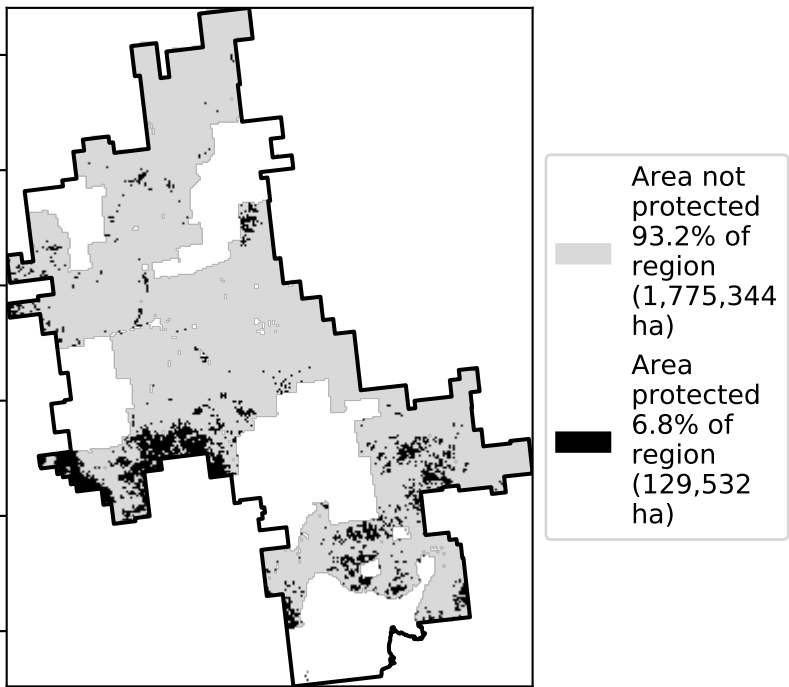 Area not
protected
93.2% of
region
(1,775,344
ha)
Area
protected
6.8% of
region
(129,532
ha)